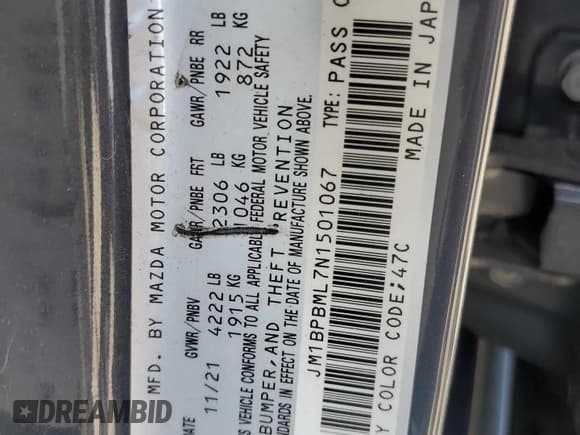 MFD. BY MAZDA MOTOR CORPORATION
DATE GVWR/PNBV GAWR/PNBE FRT GAWR/PNBE RR
11/21 4222 LB 2306 LB 1922 LB
1915 KG 1046 KG 872 KG
S VEHICLE CONFORMS TO ALL APPLICABLE FEDERAL MOTOR VEHICLE SAFETY
BUMPER, AND THEFT PREVENTION
ANDARDS IN EFFECT ON THE DATE OF MANUFACTURE SHOWN ABOVE.
JM1BPBML7N1501067 TYPE: PASS
Y COLOR CODE;47C MADE IN JAP
DREAMBID